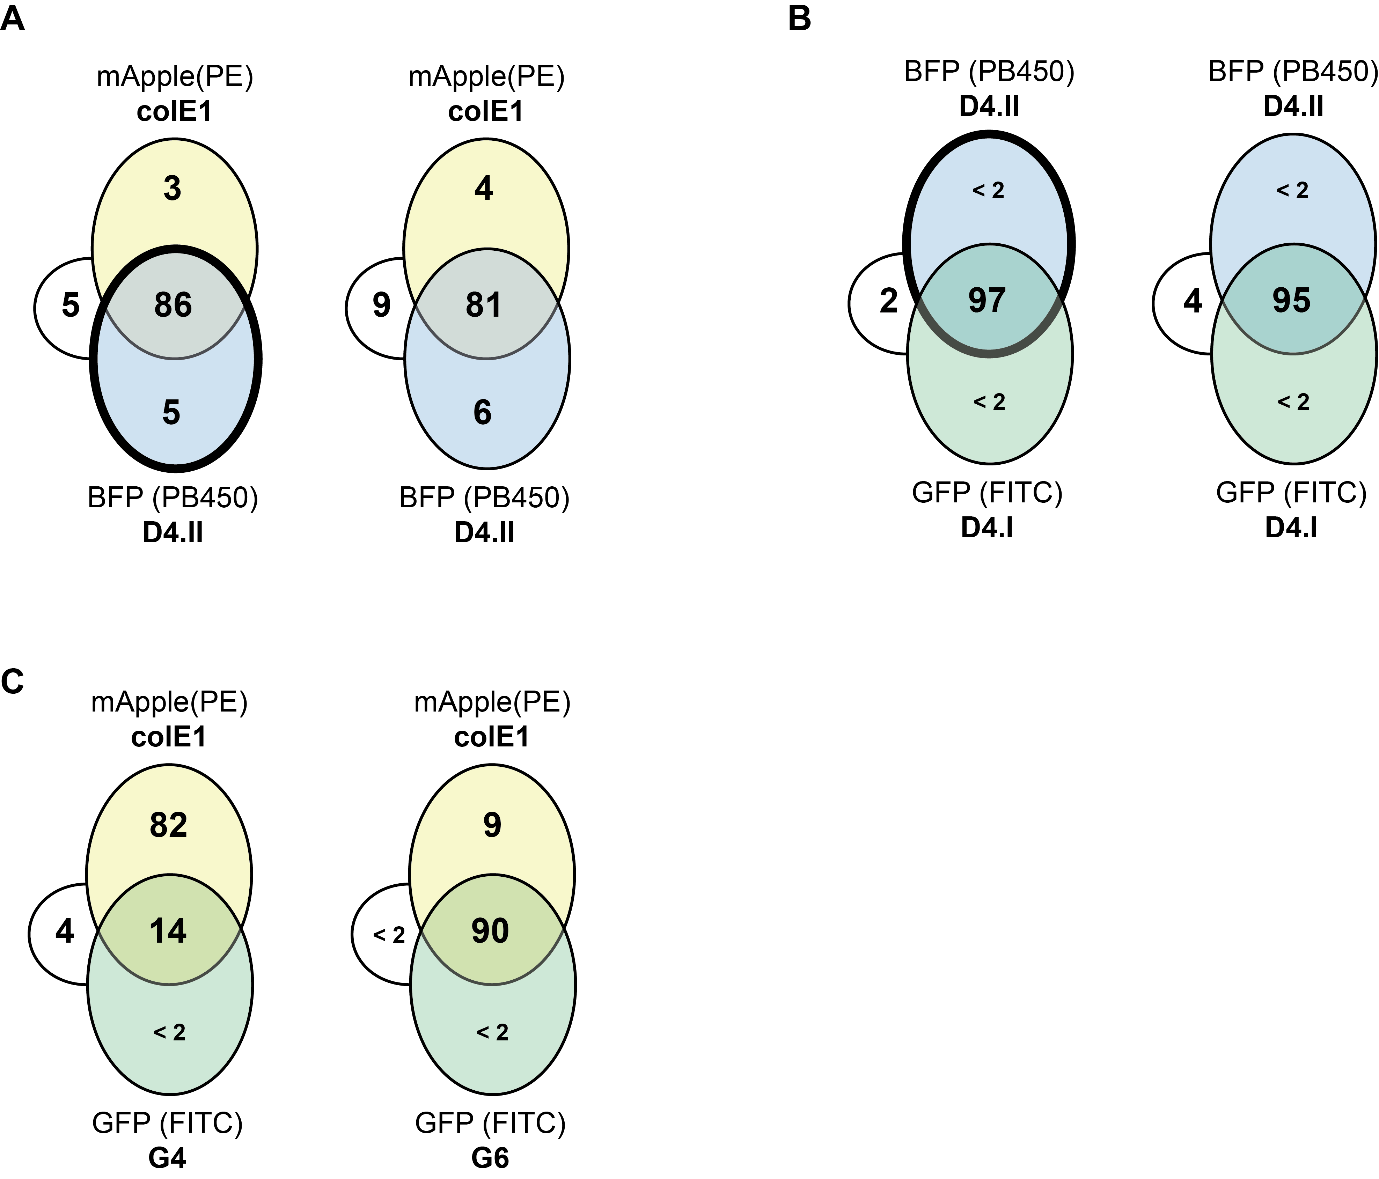 A
mApple(PE)
colE1
3
5
86
5
BFP (PB450)
D4.II
mApple(PE)
colE1
4
9
81
6
BFP (PB450)
D4.II
B
BFP (PB450)
D4.II
< 2
2
97
< 2
GFP (FITC)
D4.I
BFP (PB450)
D4.II
< 2
4
95
< 2
GFP (FITC)
D4.I
C
mApple(PE)
colE1
82
4
14
< 2
GFP (FITC)
G4
mApple(PE)
colE1
9
< 2
90
< 2
GFP (FITC)
G6